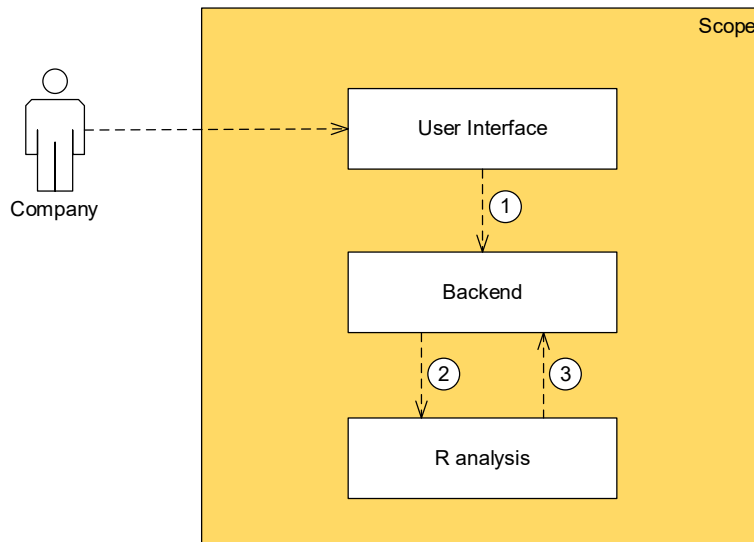 Scope
User Interface
Company
1
Backend
2
3
R analysis